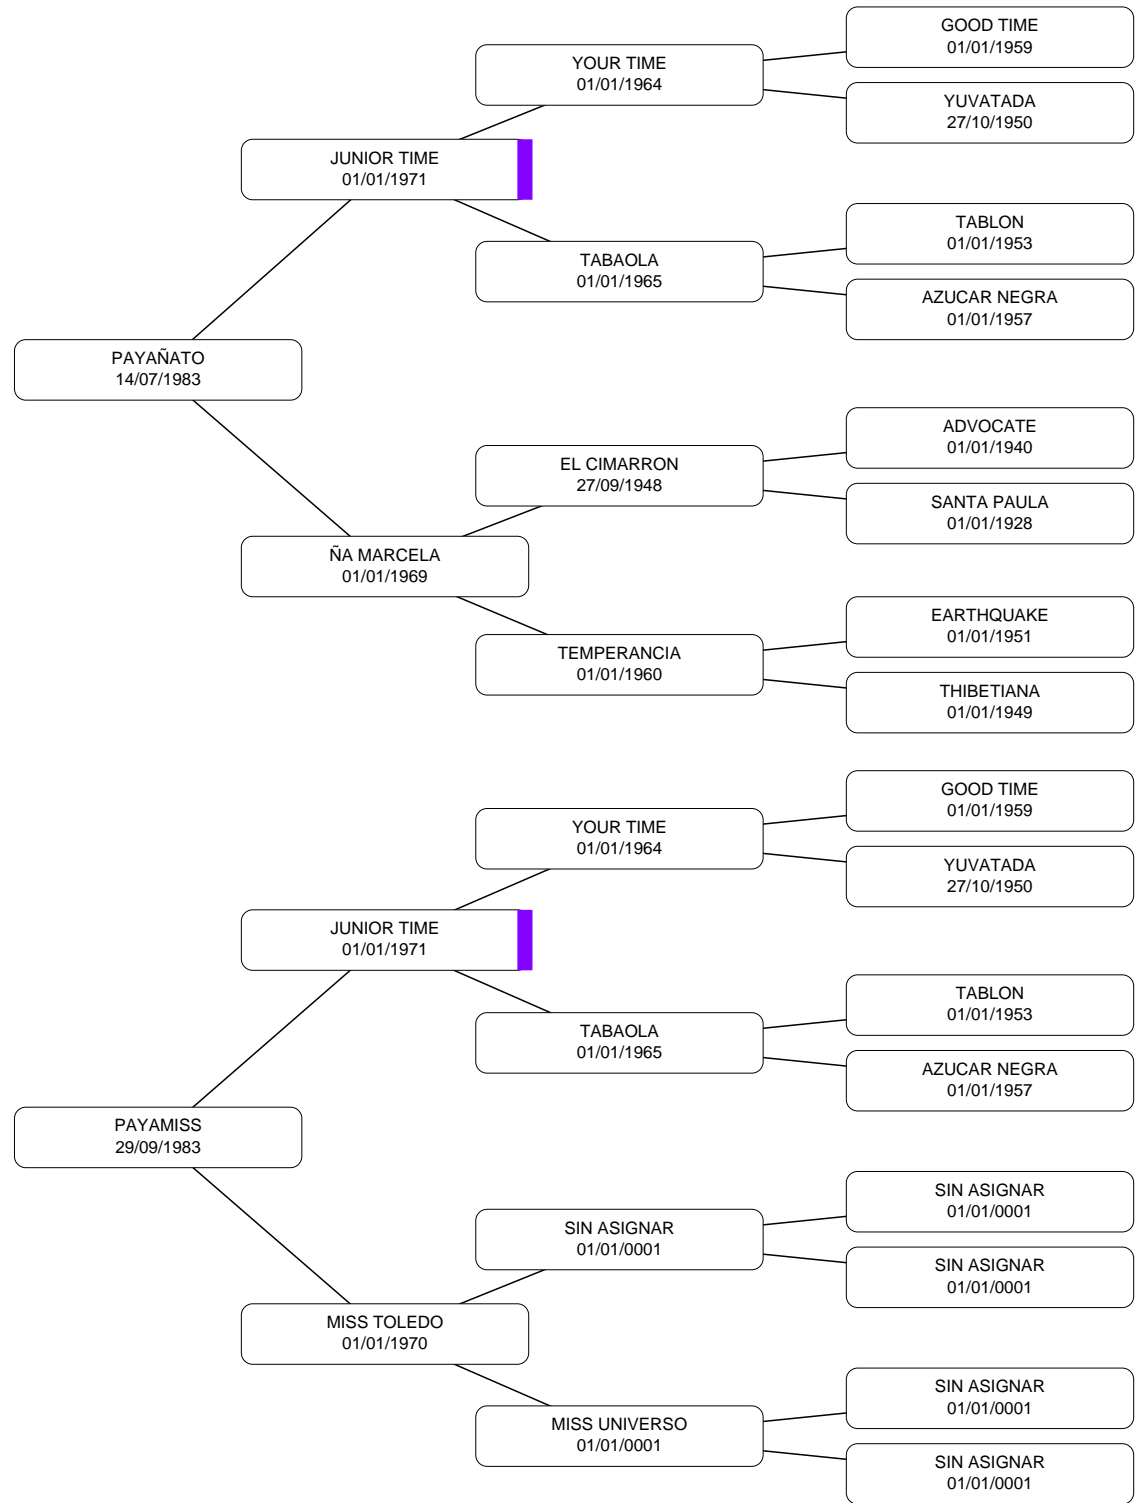 GOOD TIME
01/01/1959
YOUR TIME
01/01/1964
YUVATADA
27/10/1950
JUNIOR TIME
01/01/1971
TABLON
01/01/1953
TABAOLA
01/01/1965
AZUCAR NEGRA
01/01/1957
PAYAÑATO
14/07/1983
ADVOCATE
01/01/1940
EL CIMARRON
27/09/1948
SANTA PAULA
01/01/1928
ÑA MARCELA
01/01/1969
EARTHQUAKE
01/01/1951
TEMPERANCIA
01/01/1960
THIBETIANA
01/01/1949
GOOD TIME
01/01/1959
YOUR TIME
01/01/1964
YUVATADA
27/10/1950
JUNIOR TIME
01/01/1971
TABLON
01/01/1953
TABAOLA
01/01/1965
AZUCAR NEGRA
01/01/1957
PAYAMISS
29/09/1983
SIN ASIGNAR
01/01/0001
SIN ASIGNAR
01/01/0001
SIN ASIGNAR
01/01/0001
MISS TOLEDO
01/01/1970
SIN ASIGNAR
01/01/0001
MISS UNIVERSO
01/01/0001
SIN ASIGNAR
01/01/0001